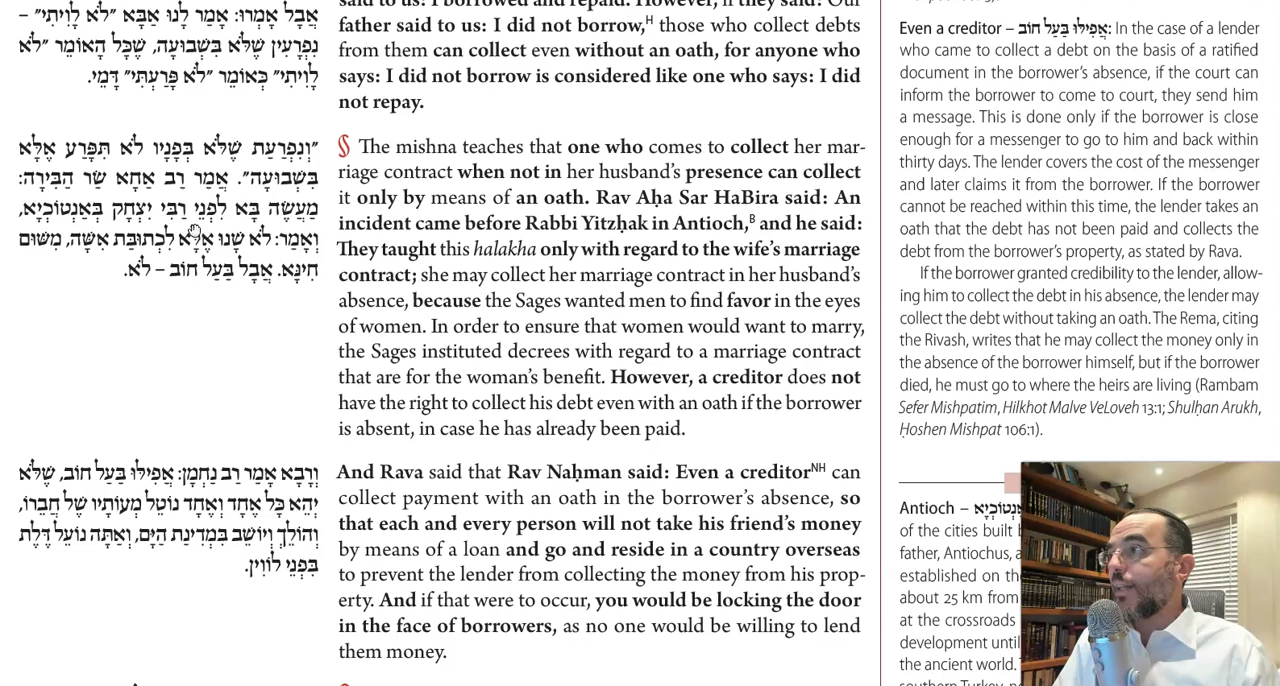 אֲבָל אָמְרוּ: אָמַר לָנוּ אַבָּא ״לֹא לָוִיתִי״ –
נִפְרָעִין שֶׁלֹּא בִּשְׁבוּעָה, שֶׁכׇּל הָאוֹמֵר ״לֹא
לָוִיתִי״ כְּאוֹמֵר ״לֹא פָּרַעְתִּי״ דָּמֵי.
״וְנִפְרַעַת שֶׁלֹּא בְּפָנָיו לֹא תִּפָּרַע אֶלָּא
בִּשְׁבוּעָה״. אָמַר רַב אַחָא שַׂר הַבִּירָה:
מַעֲשֶׂה בָּא לִפְנֵי רַבִּי יִצְחָק בְּאַנְטוֹכְיָא,
וְאָמַר: לֹא שָׁנוּ אֶלָּא לִכְתוּבַּת אִשָּׁה, מִשּׁוּם
חִינָּא. אֲבָל בַּעַל חוֹב – לֹא.
וְרָבָא אָמַר רַב נַחְמָן: אֲפִילּוּ בַּעַל חוֹב, שֶׁלֹּא
יְהֵא כׇּל אֶחָד וְאֶחָד נוֹטֵל מְעוֹתָיו שֶׁל חֲבֵרוֹ,
וְהוֹלֵךְ וְיוֹשֵׁב בִּמְדִינַת הַיָּם, וְאַתָּה נוֹעֵל דֶּלֶת
בִּפְנֵי לוֹוִין.
said to us: I borrowed and repaid. However, if they said: Our
father said to us: I did not borrow,ᴴ those who collect debts
from them can collect even without an oath, for anyone who
says: I did not borrow is considered like one who says: I did
not repay.
§ The mishna teaches that one who comes to collect her mar-
riage contract when not in her husband's presence can collect
it only by means of an oath. Rav Aḥa Sar HaBira said: An
incident came before Rabbi Yitzḥak in Antioch,ᴮ and he said:
They taught this halakha only with regard to the wife's marriage
contract; she may collect her marriage contract in her husband's
absence, because the Sages wanted men to find favor in the eyes
of women. In order to ensure that women would want to marry,
the Sages instituted decrees with regard to a marriage contract
that are for the woman's benefit. However, a creditor does not
have the right to collect his debt even with an oath if the borrower
is absent, in case he has already been paid.
And Rava said that Rav Naḥman said: Even a creditorᴺᴴ can
collect payment with an oath in the borrower's absence, so
that each and every person will not take his friend's money
by means of a loan and go and reside in a country overseas
to prevent the lender from collecting the money from his prop-
erty. And if that were to occur, you would be locking the door
in the face of borrowers, as no one would be willing to lend
them money.
Even a creditor – אֲפִילּוּ בַּעַל חוֹב: In the case of a lender
who came to collect a debt on the basis of a ratified
document in the borrower's absence, if the court can
inform the borrower to come to court, they send him
a message. This is done only if the borrower is close
enough for a messenger to go to him and back within
thirty days. The lender covers the cost of the messenger
and later claims it from the borrower. If the borrower
cannot be reached within this time, the lender takes an
oath that the debt has not been paid and collects the
debt from the borrower's property, as stated by Rava.
If the borrower granted credibility to the lender, allow-
ing him to collect the debt in his absence, the lender may
collect the debt without taking an oath. The Rema, citing
the Rivash, writes that he may collect the money only in
the absence of the borrower himself, but if the borrower
died, he must go to where the heirs are living (Rambam
Sefer Mishpatim, Hilkhot Malve VeLoveh 13:1; Shulḥan Arukh,
Ḥoshen Mishpat 106:1).
Antioch –
of the cities built
father, Antiochus,
established on the
about 25 km from
at the crossroads
development until
the ancient world.
southern Turkey,